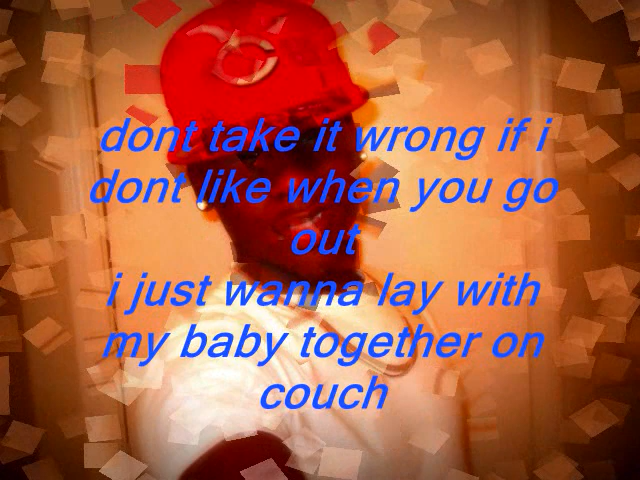 dont take it wrong if i
dont like when you go
out
i just wanna lay with
my baby together on
couch